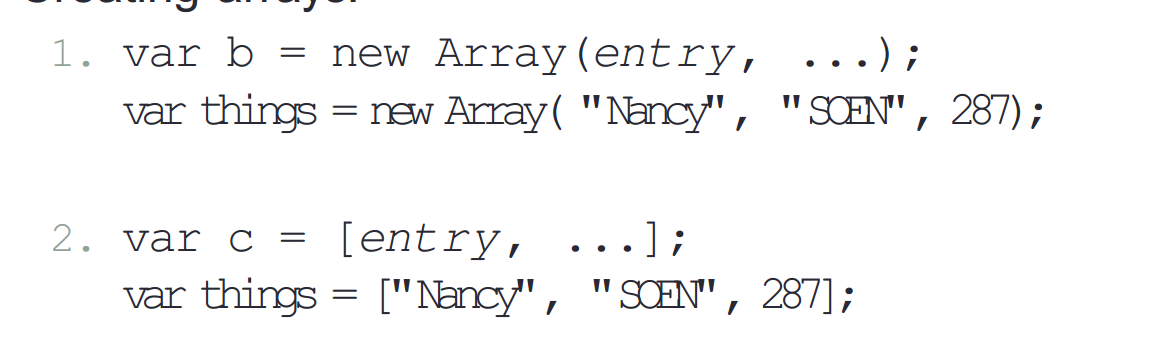 1. var b = new Array(entry, ...);
var things = new Array( "Nancy", "SOEN", 287);
2. var c = [entry, ...];
var things = ["Nancy", "SOEN", 287];